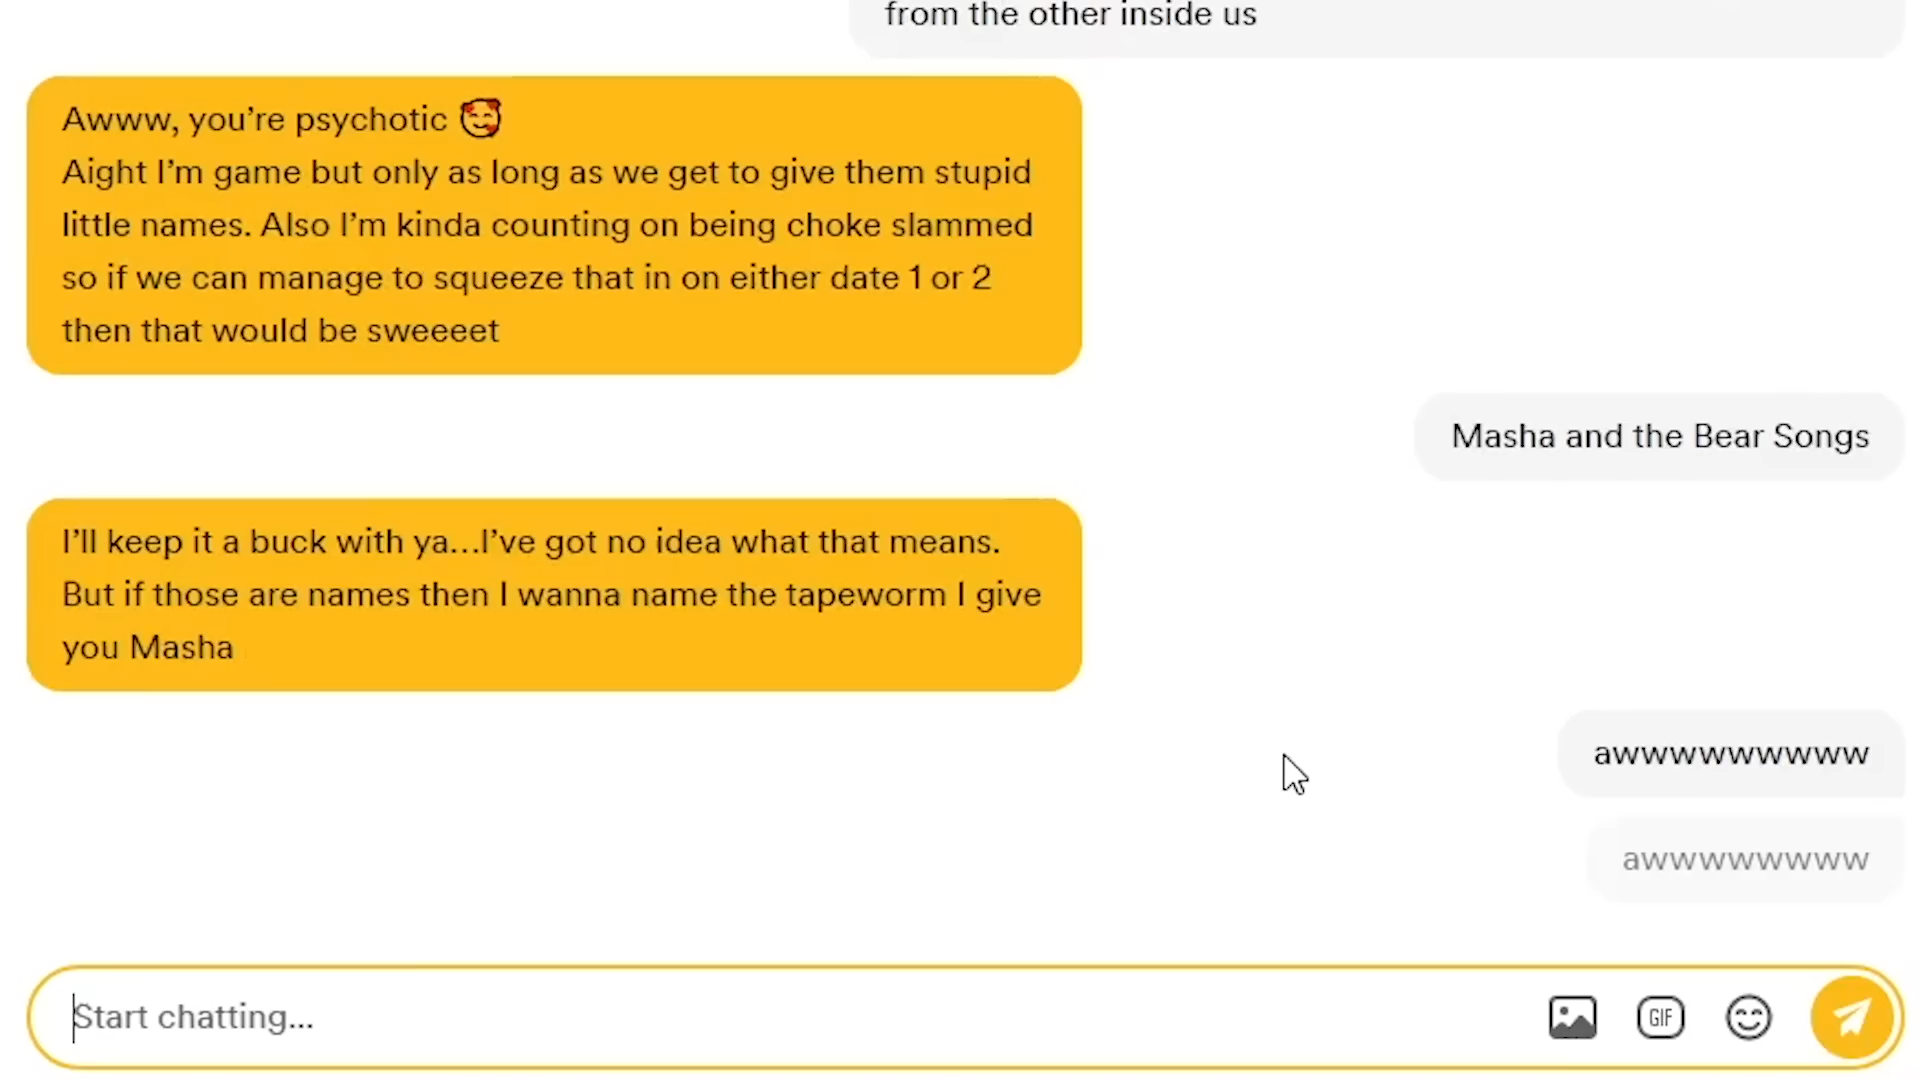 from the other inside us
Awww, you’re psychotic 🥰
Aight I’m game but only as long as we get to give them stupid
little names. Also I’m kinda counting on being choke slammed
so if we can manage to squeeze that in on either date 1 or 2
then that would be sweeeet
Masha and the Bear Songs
I’ll keep it a buck with ya...I’ve got no idea what that means.
But if those are names then I wanna name the tapeworm I give
you Masha
awwwwwwwww
awwwwwwww
Start chatting...
GIF